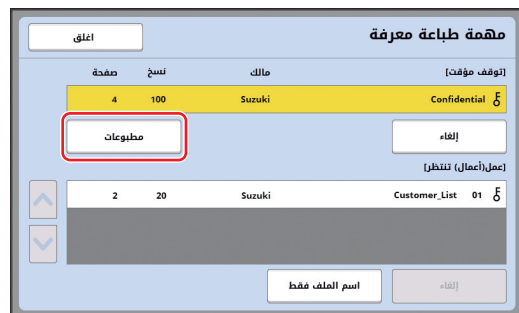 مهمة طباعة معرفة اغلق
[توقف مؤقت] مالك نسخ صفحة
Confidential Suzuki 100 4
إلغاء مطبوعات
[عمل(أعمال) تنتظر]
01 Customer_List Suzuki 20 2
إلغاء اسم الملف فقط